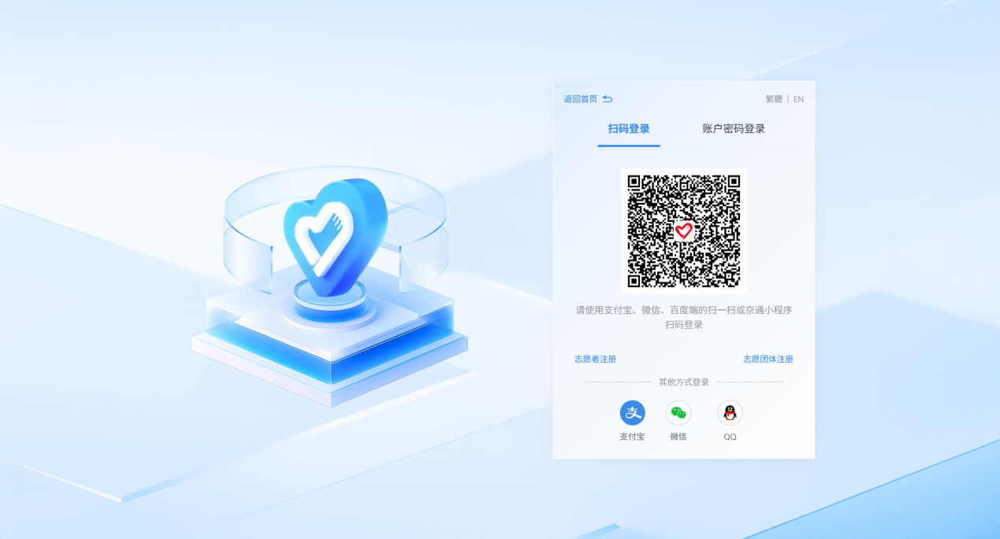 返回首页
繁體 | EN
扫码登录 账户密码登录
请使用支付宝、微信、百度端的扫一扫或京通小程序
扫码登录
志愿者注册 志愿团体注册
其他方式登录
支
支付宝 微信 QQ